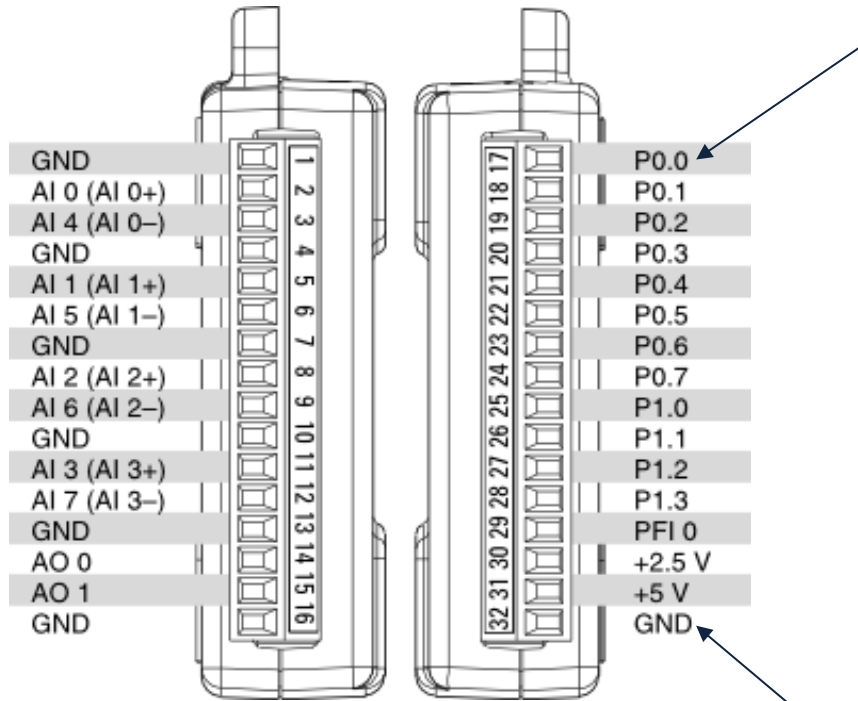 GND 1
AI 0 (AI 0+) 2
AI 4 (AI 0–) 3
GND 4
AI 1 (AI 1+) 5
AI 5 (AI 1–) 6
GND 7
AI 2 (AI 2+) 8
AI 6 (AI 2–) 9
GND 10
AI 3 (AI 3+) 11
AI 7 (AI 3–) 12
GND 13
AO 0 14
AO 1 15
GND 16
17 P0.0
18 P0.1
19 P0.2
20 P0.3
21 P0.4
22 P0.5
23 P0.6
24 P0.7
25 P1.0
26 P1.1
27 P1.2
28 P1.3
29 PFI 0
30 +2.5 V
31 +5 V
32 GND